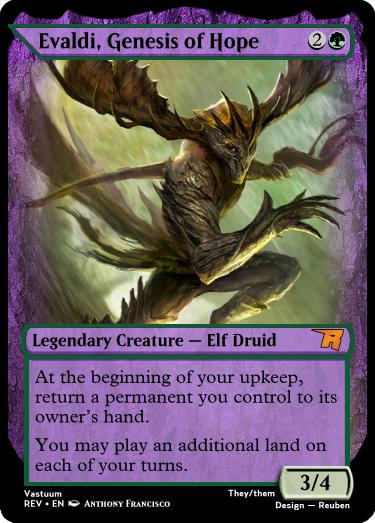 Evaldi, Genesis of Hope 2
Legendary Creature — Elf Druid
At the beginning of your upkeep,
return a permanent you control to its
owner's hand.
You may play an additional land on
each of your turns.
3/4
Vastuum They/them
REV • EN Anthony Francisco Design — Reuben